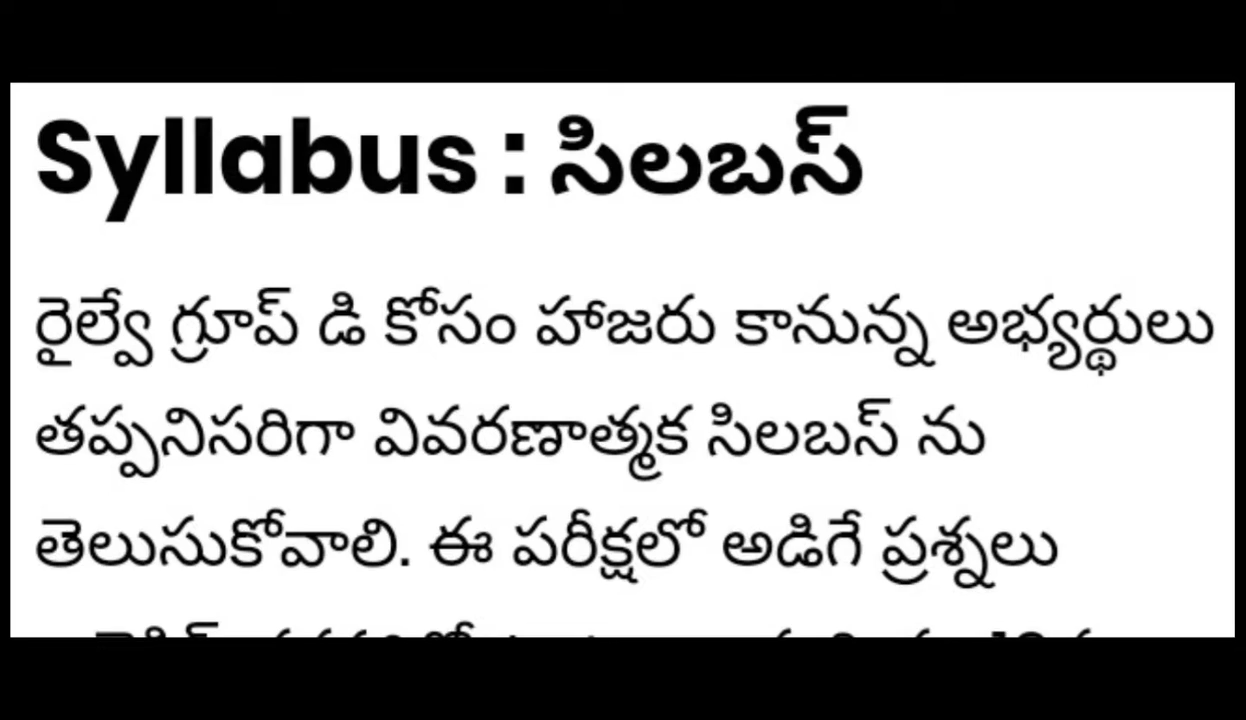 Syllabus : సిలబస్
రైల్వే గ్రూప్ డి కోసం హాజరు కానున్న అభ్యర్థులు
తప్పనిసరిగా వివరణాత్మక సిలబస్ ను
తెలుసుకోవాలి. ఈ పరీక్షలో అడిగే ప్రశ్నలు